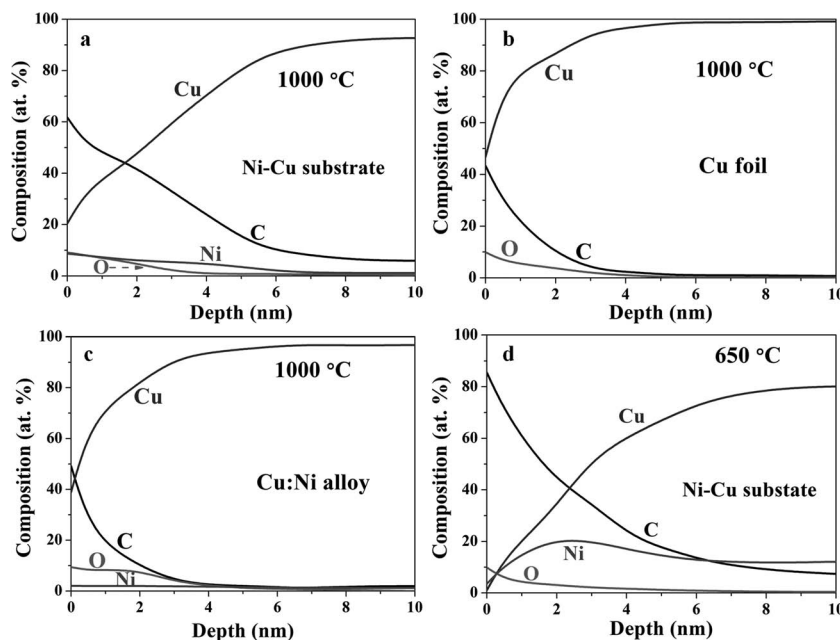 a
1000 °C
Cu
Ni-Cu substrate
C
Ni
O
Composition (at. %)
100
80
60
40
20
0
0 2 4 6 8 10
Depth (nm)
b
1000 °C
Cu
Cu foil
O
C
Composition (at. %)
100
80
60
40
20
0
0 2 4 6 8 10
Depth (nm)
c
1000 °C
Cu
Cu:Ni alloy
C
O
Ni
Composition (at. %)
100
80
60
40
20
0
0 2 4 6 8 10
Depth (nm)
d
650 °C
Cu
Ni-Cu substate
C
Ni
O
Composition (at. %)
100
80
60
40
20
0
0 2 4 6 8 10
Depth (nm)